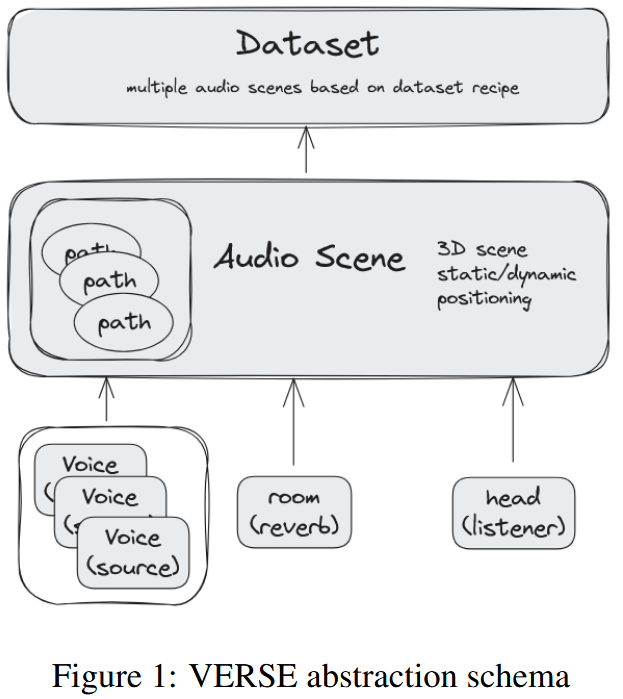 Dataset
multiple audio scenes based on dataset recipe
path
path
path
Audio Scene
3D scene
static/dynamic
positioning
Voice
(
Voice
(s
Voice
(source)
room
(reverb)
head
(listener)
Figure 1: VERSE abstraction schema